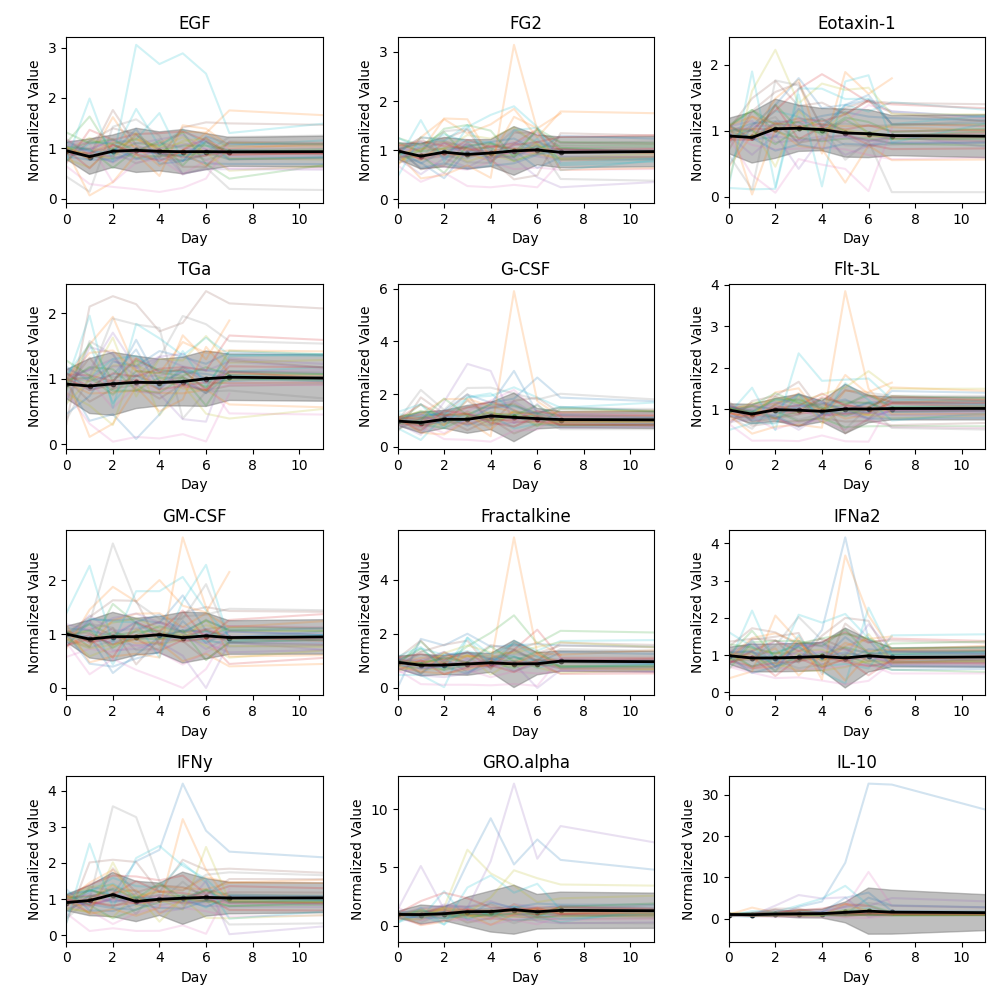 EGF FG2 Eotaxin-1
Normalized Value Normalized Value Normalized Value
3 2 1 0
3 2 1 0
2 1 0
0 2 4 6 8 10 0 2 4 6 8 10 0 2 4 6 8 10
Day Day Day
TGa G-CSF Flt-3L
Normalized Value Normalized Value Normalized Value
2 1 0
6 4 2 0
4 3 2 1
0 2 4 6 8 10 0 2 4 6 8 10 0 2 4 6 8 10
Day Day Day
GM-CSF Fractalkine IFNa2
Normalized Value Normalized Value Normalized Value
2 1 0
4 2 0
4 3 2 1 0
0 2 4 6 8 10 0 2 4 6 8 10 0 2 4 6 8 10
Day Day Day
IFNy GRO.alpha IL-10
Normalized Value Normalized Value Normalized Value
4 3 2 1 0
10 5 0
30 20 10 0
0 2 4 6 8 10 0 2 4 6 8 10 0 2 4 6 8 10
Day Day Day